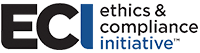 ECI ethics &
compliance
initiative™